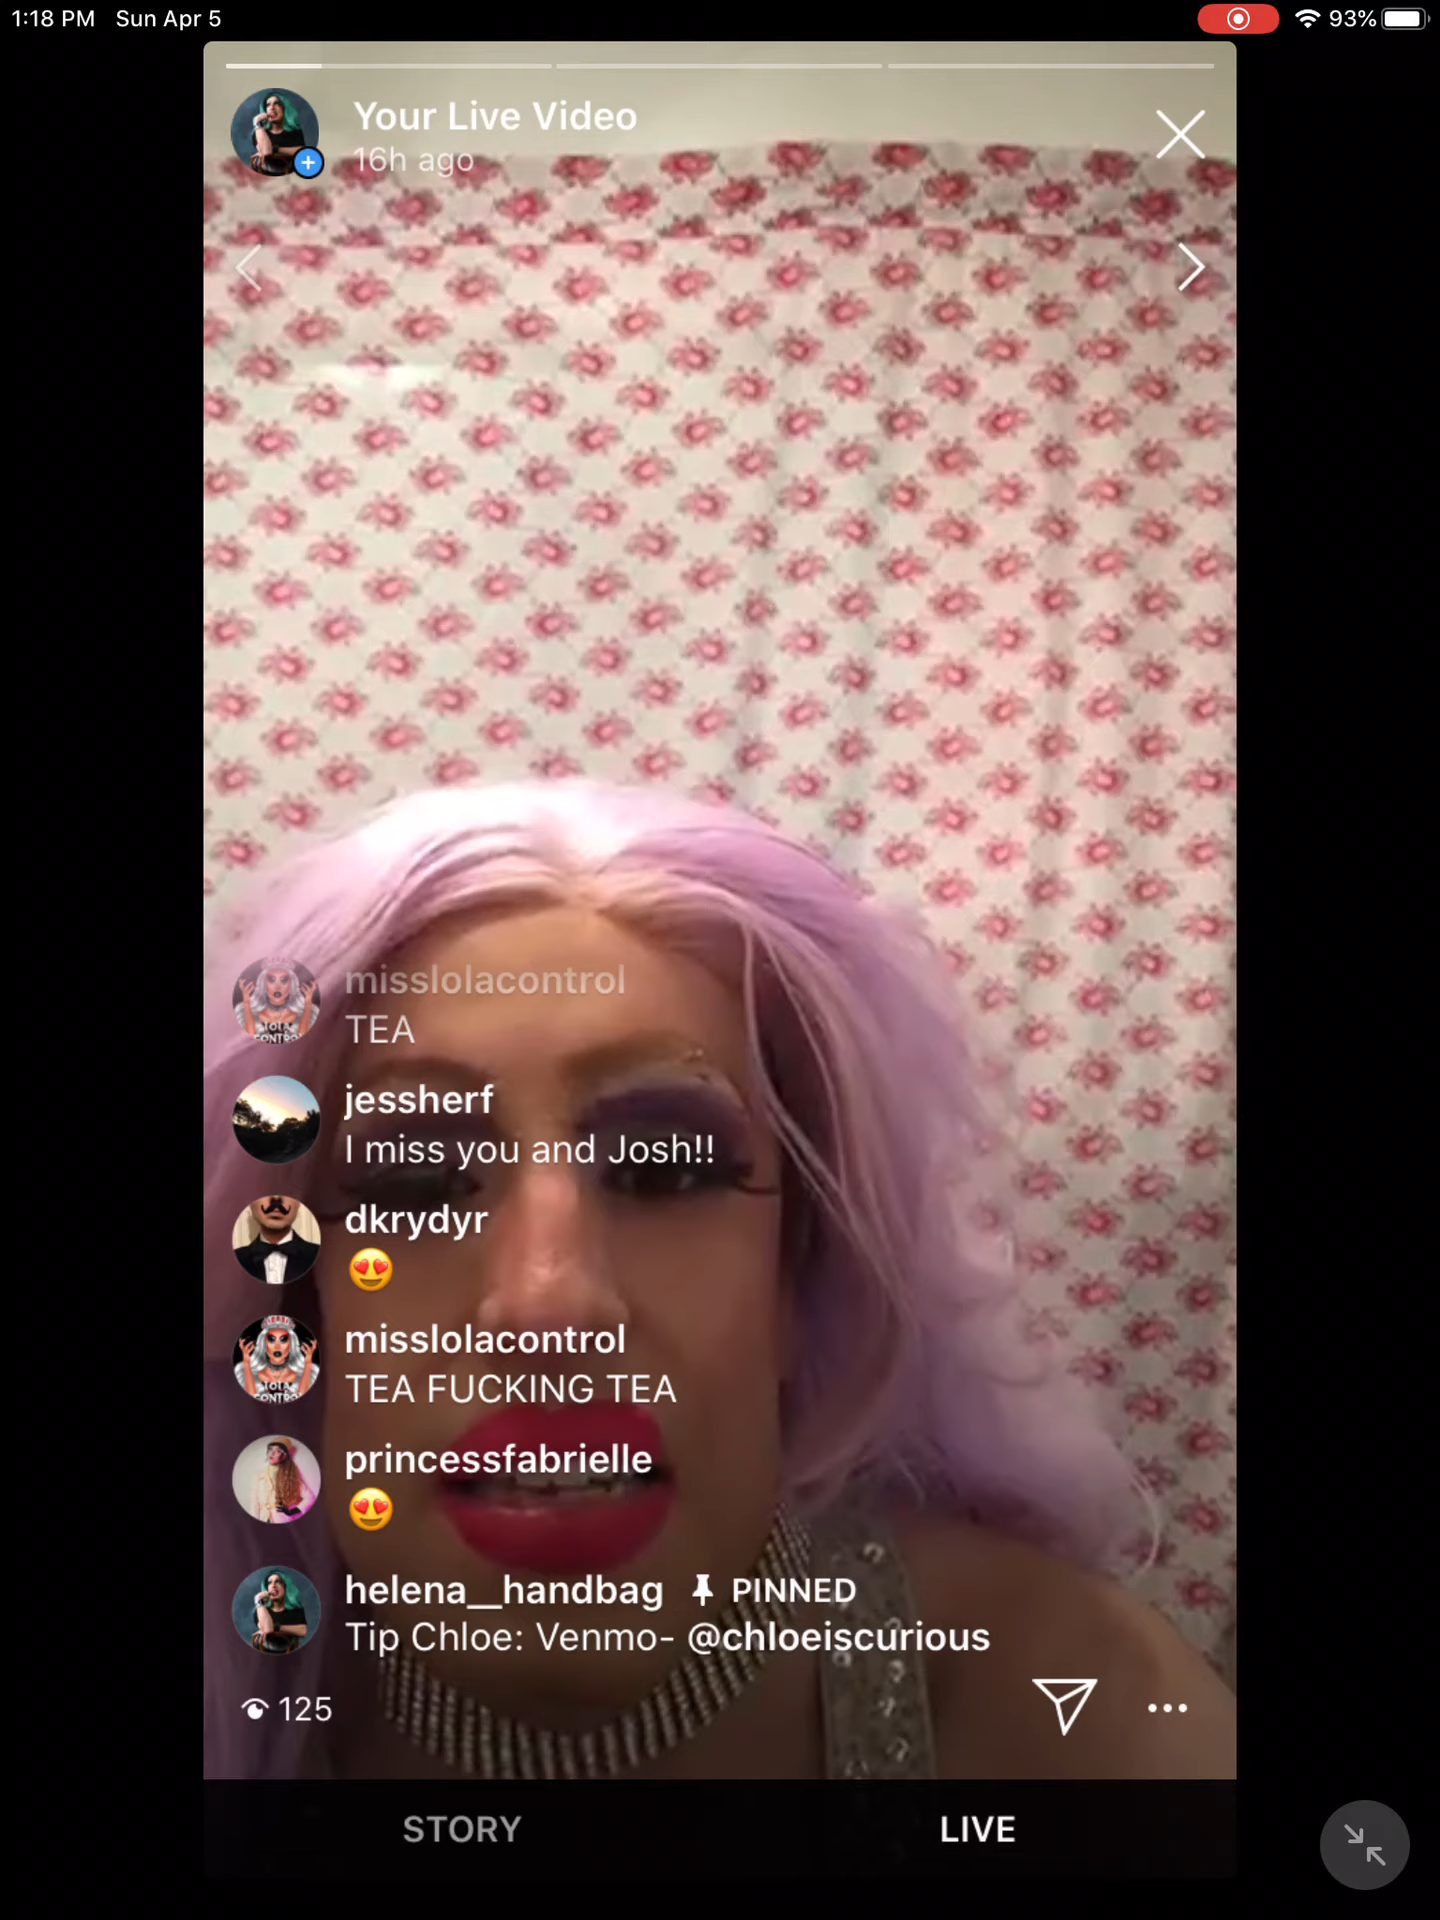 1:18 PM Sun Apr 5
93%
Your Live Video
16h ago
misslolacontrol
TEA
jessherf
I miss you and Josh!!
dkrydyr
😍
misslolacontrol
TEA FUCKING TEA
princessfabrielle
😍
helena__handbag PINNED
Tip Chloe: Venmo- @chloeiscurious
125
STORY LIVE